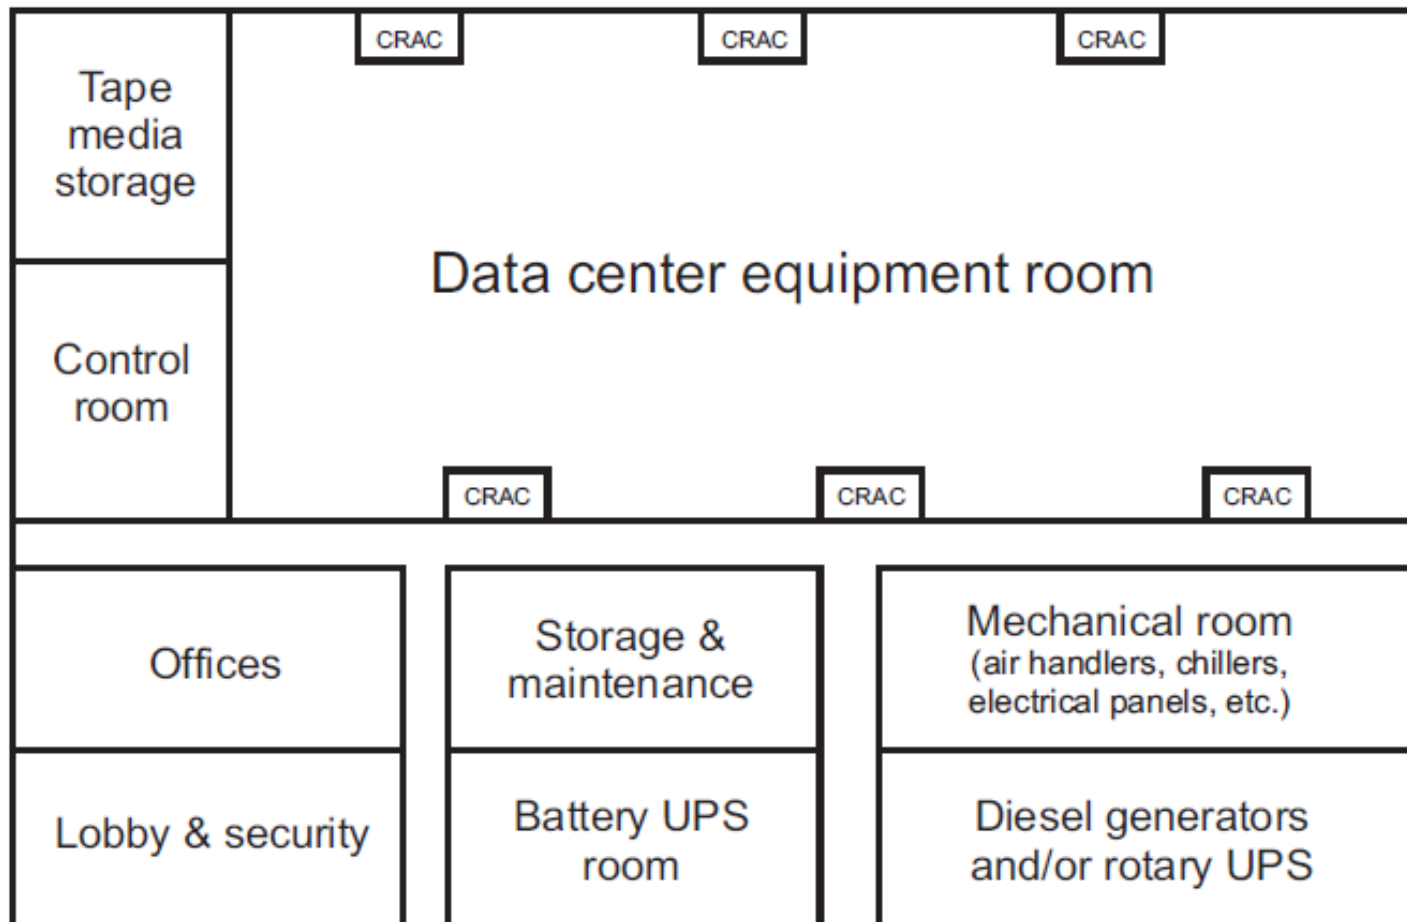 CRAC
CRAC
CRAC
Tape
media
storage
Data center equipment room
Control
room
CRAC
CRAC
CRAC
Offices
Storage &
maintenance
Mechanical room
(air handlers, chillers,
electrical panels, etc.)
Lobby & security
Battery UPS
room
Diesel generators
and/or rotary UPS